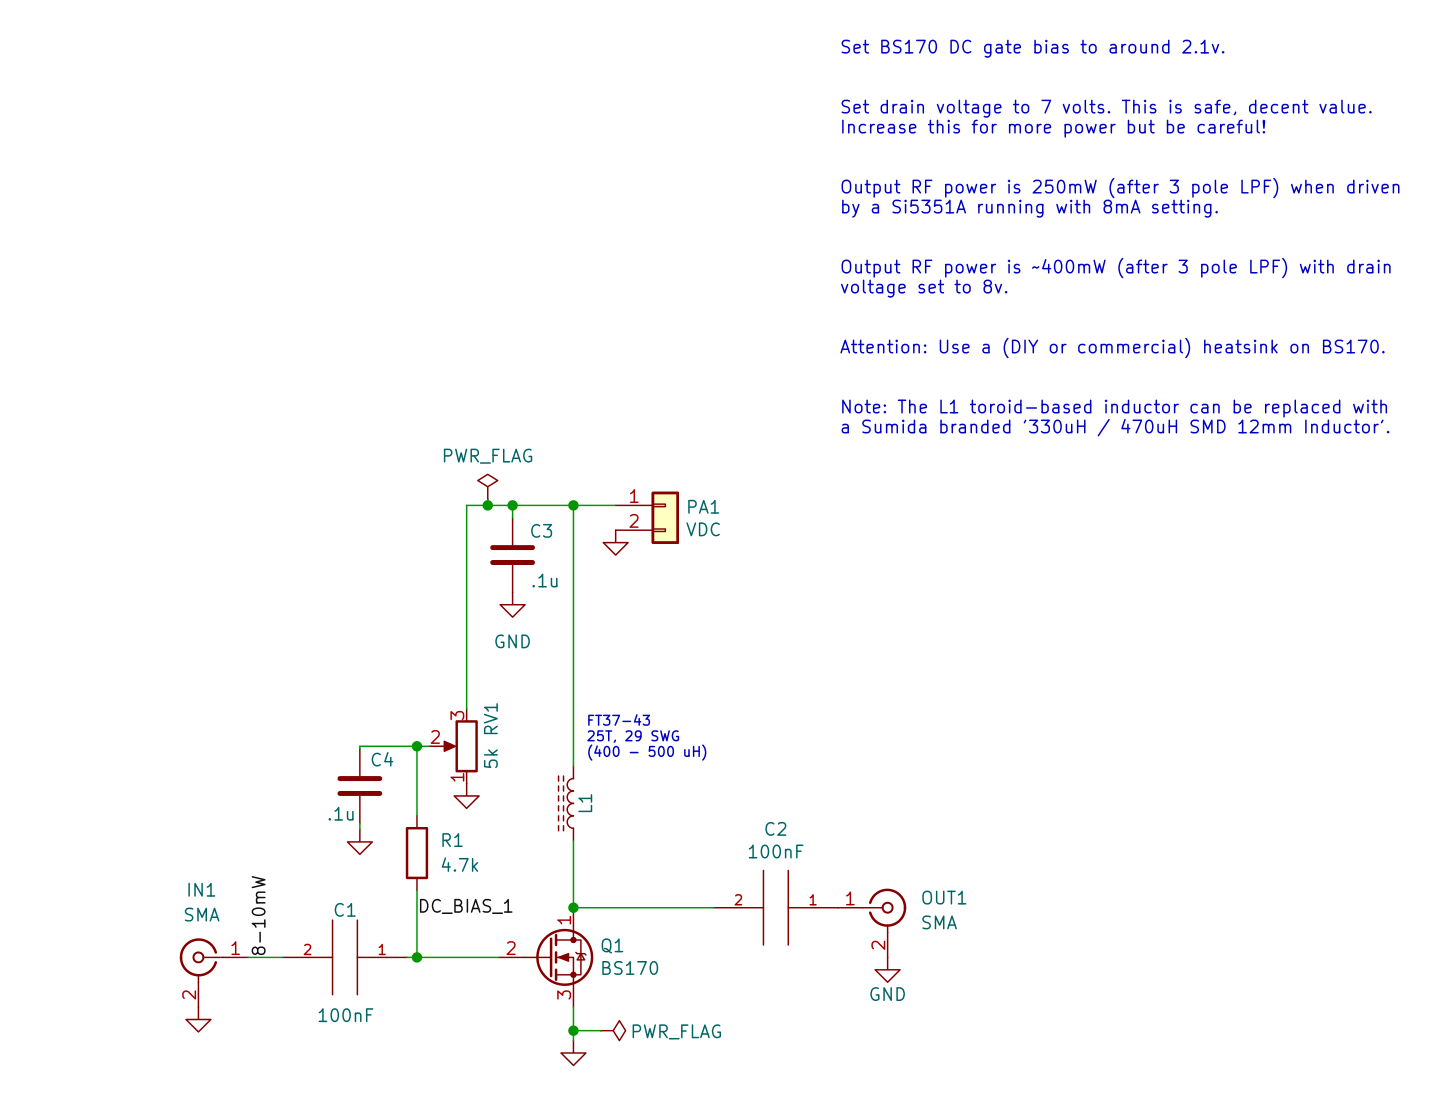 Set BS170 DC gate bias to around 2.1v.
Set drain voltage to 7 volts. This is safe, decent value.
Increase this for more power but be careful!
Output RF power is 250mW (after 3 pole LPF) when driven
by a Si5351A running with 8mA setting.
Output RF power is ~400mW (after 3 pole LPF) with drain
voltage set to 8v.
Attention: Use a (DIY or commercial) heatsink on BS170.
Note: The L1 toroid-based inductor can be replaced with
a Sumida branded '330uH / 470uH SMD 12mm Inductor'.
PWR_FLAG
1
2
PA1
VDC
C3
.1u
GND
3
2
1
RV1
5k
C4
.1u
FT37-43
25T, 29 SWG
(400 - 500 uH)
L1
R1
4.7k
C2
100nF
2
1
1
OUT1
SMA
2
GND
IN1
SMA
1
2
8-10mW
C1
2
1
100nF
DC_BIAS_1
2
1
3
Q1
BS170
PWR_FLAG